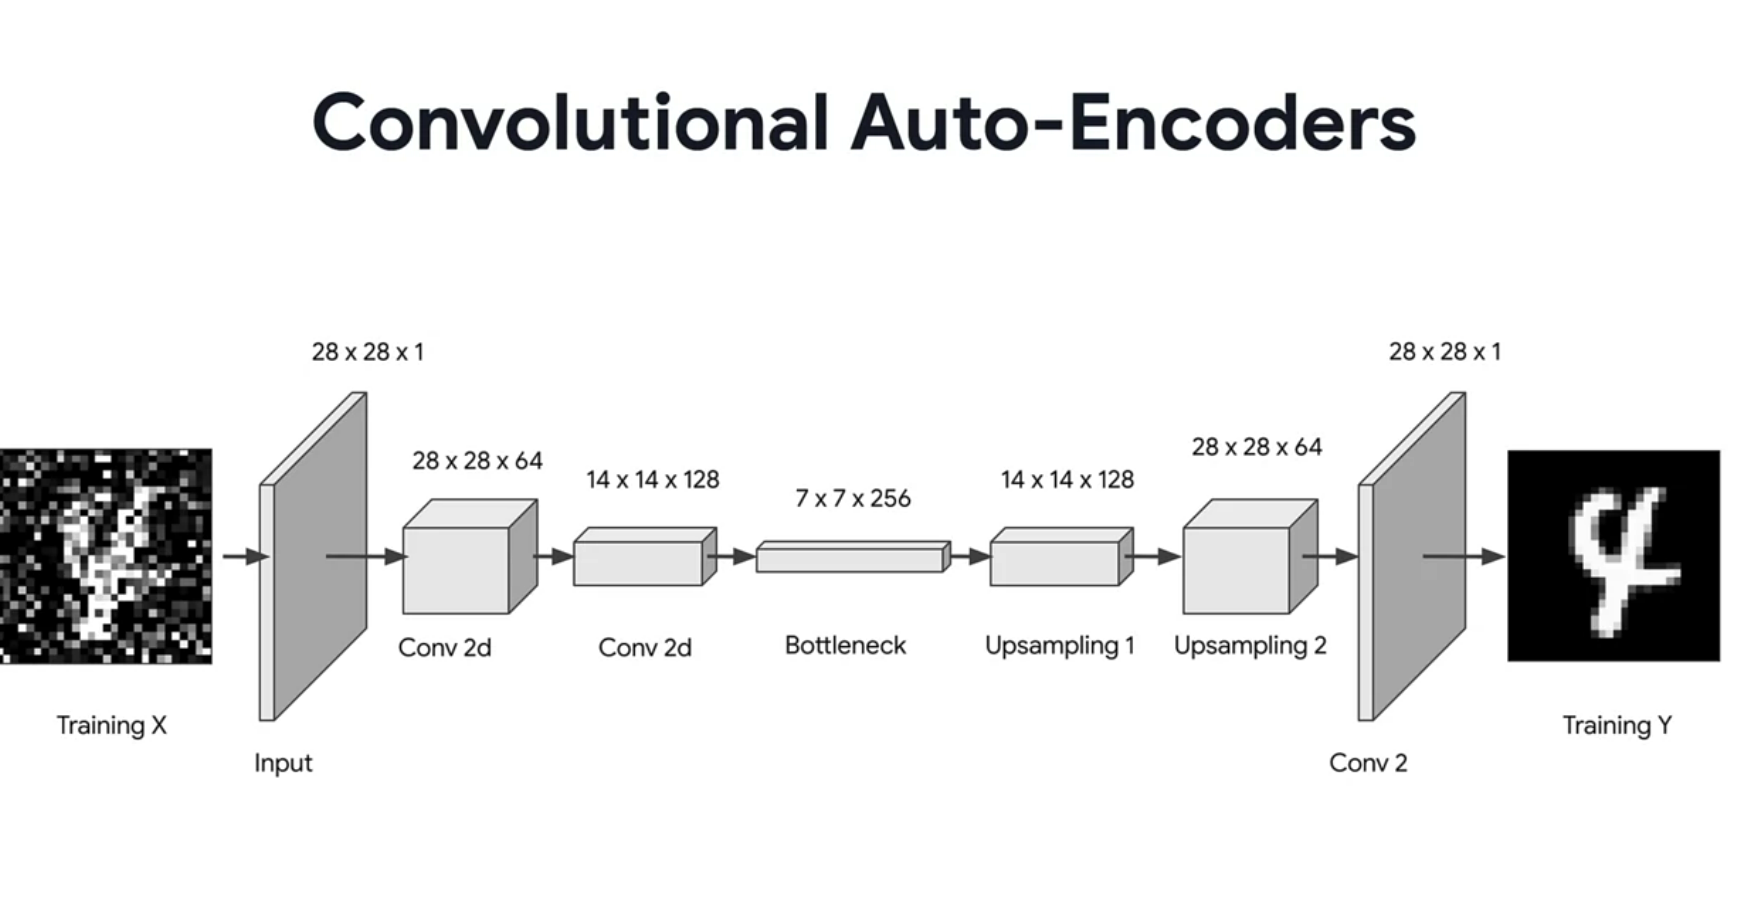 Convolutional Auto-Encoders
28 x 28 x 1
28 x 28 x 1
28 x 28 x 64
14 x 14 x 128
7 x 7 x 256
14 x 14 x 128
28 x 28 x 64
Conv 2d
Conv 2d
Bottleneck
Upsampling 1
Upsampling 2
Training X
Training Y
Input
Conv 2